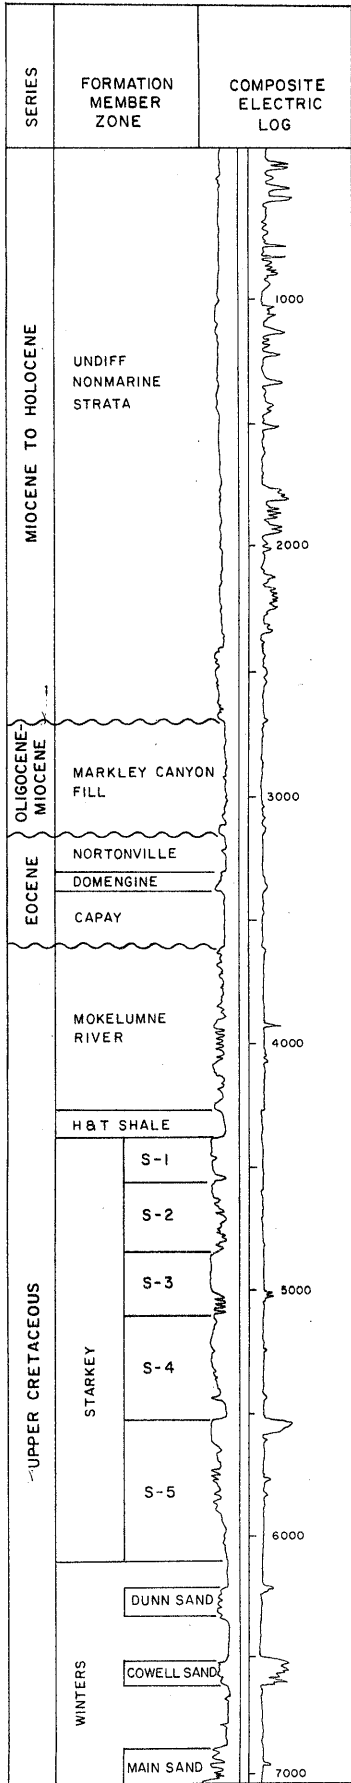 SERIES
FORMATION
MEMBER
ZONE
COMPOSITE
ELECTRIC
LOG
MIOCENE TO HOLOCENE
UNDIFF
NONMARINE
STRATA
1000
2000
OLIGOCENE-
MIOCENE
MARKLEY CANYON
FILL
3000
EOCENE
NORTONVILLE
DOMENGINE
CAPAY
UPPER CRETACEOUS
MOKELUMNE
RIVER
4000
H&T SHALE
STARKEY
S-1
S-2
S-3
5000
S-4
S-5
6000
WINTERS
DUNN SAND
COWELL SAND
MAIN SAND
7000